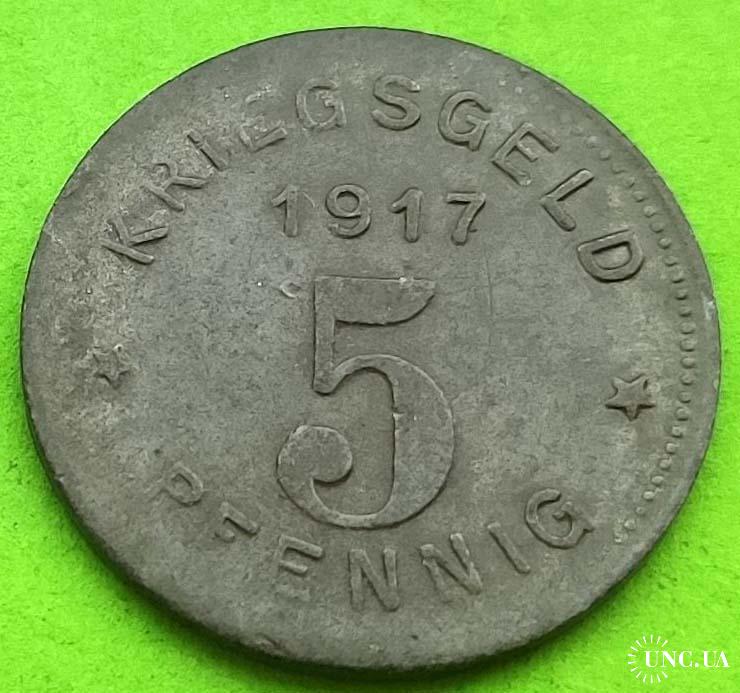 KRIEGSGELD
1917
5
PFENNIG
UNC.UA